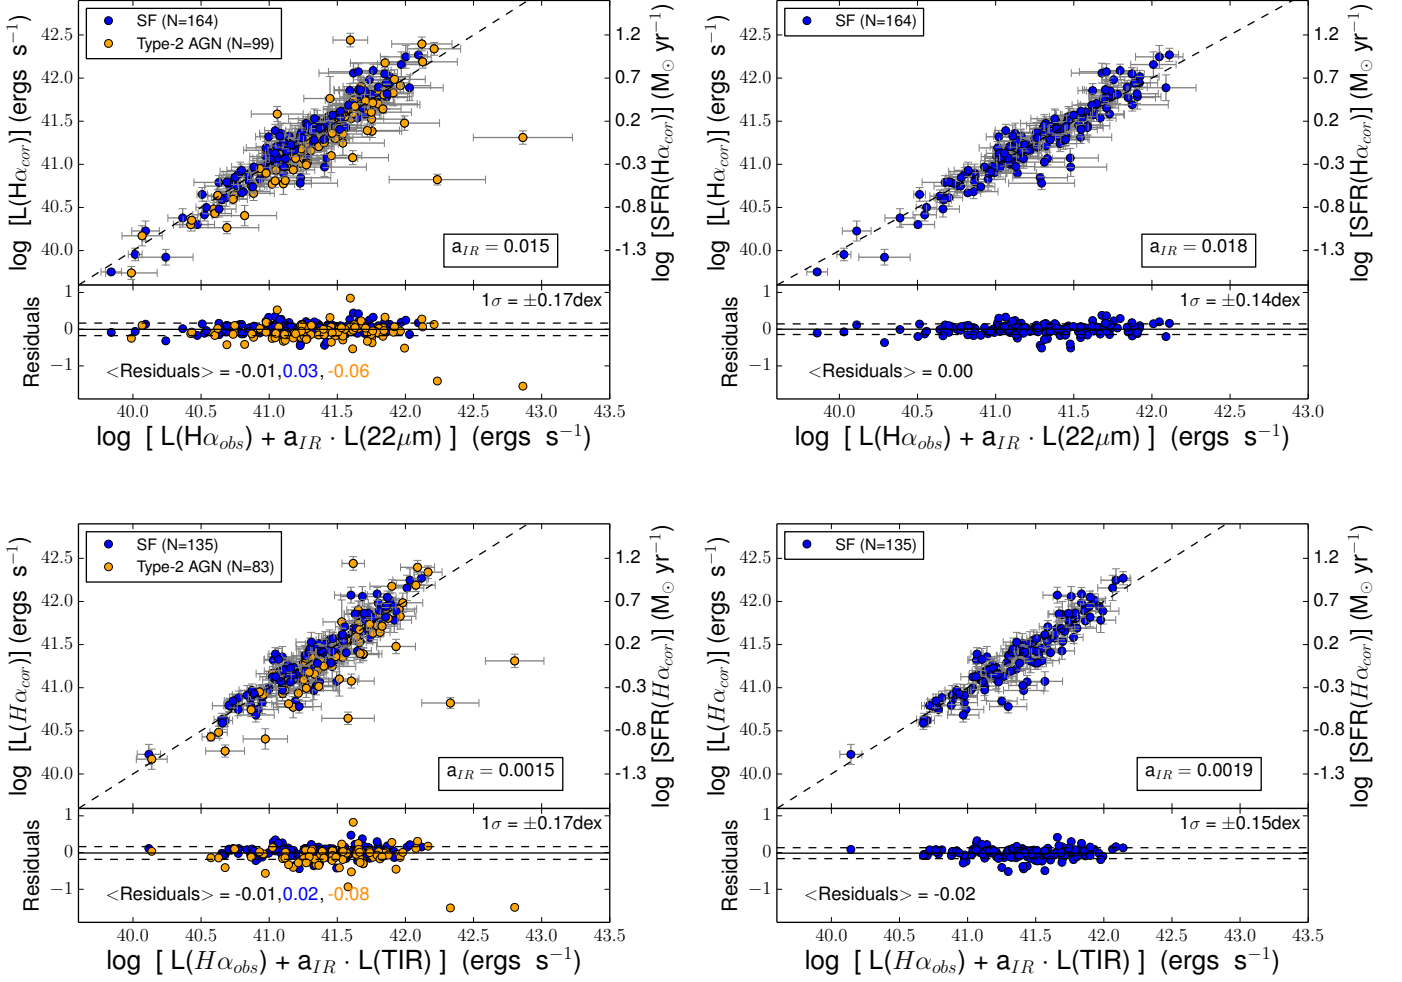 SF (N=164)
Type-2 AGN (N=99)
42.5
42.0
41.5
41.0
40.5
40.0
log [L(Hα_cor)] (ergs s⁻¹)
1.2
0.7
0.2
-0.3
-0.8
-1.3
log [SFR(Hα_cor)] (M⊙ yr⁻¹)
a_IR = 0.015
1
0
−1
Residuals
1σ = ±0.17dex
<Residuals> = -0.01,0.03, -0.06
40.0 40.5 41.0 41.5 42.0 42.5 43.0 43.5
log [ L(Hα_obs) + a_IR · L(22μm) ] (ergs s⁻¹)
SF (N=164)
42.5
42.0
41.5
41.0
40.5
40.0
log [L(Hα_cor)] (ergs s⁻¹)
1.2
0.7
0.2
-0.3
-0.8
-1.3
log [SFR(Hα_cor)] (M⊙ yr⁻¹)
a_IR = 0.018
1
0
−1
Residuals
1σ = ±0.14dex
<Residuals> = 0.00
40.0 40.5 41.0 41.5 42.0 42.5 43.0 43.5
log [ L(Hα_obs) + a_IR · L(22μm) ] (ergs s⁻¹)
SF (N=135)
Type-2 AGN (N=83)
42.5
42.0
41.5
41.0
40.5
40.0
log [L(Hα_cor)] (ergs s⁻¹)
1.2
0.7
0.2
-0.3
-0.8
-1.3
log [SFR(Hα_cor)] (M⊙ yr⁻¹)
a_IR = 0.0015
1
0
−1
Residuals
1σ = ±0.17dex
<Residuals> = -0.01,0.02, -0.08
40.0 40.5 41.0 41.5 42.0 42.5 43.0 43.5
log [ L(Hα_obs) + a_IR · L(TIR) ] (ergs s⁻¹)
SF (N=135)
42.5
42.0
41.5
41.0
40.5
40.0
log [L(Hα_cor)] (ergs s⁻¹)
1.2
0.7
0.2
-0.3
-0.8
-1.3
log [SFR(Hα_cor)] (M⊙ yr⁻¹)
a_IR = 0.0019
1
0
−1
Residuals
1σ = ±0.15dex
<Residuals> = -0.02
40.0 40.5 41.0 41.5 42.0 42.5 43.0 43.5
log [ L(Hα_obs) + a_IR · L(TIR) ] (ergs s⁻¹)